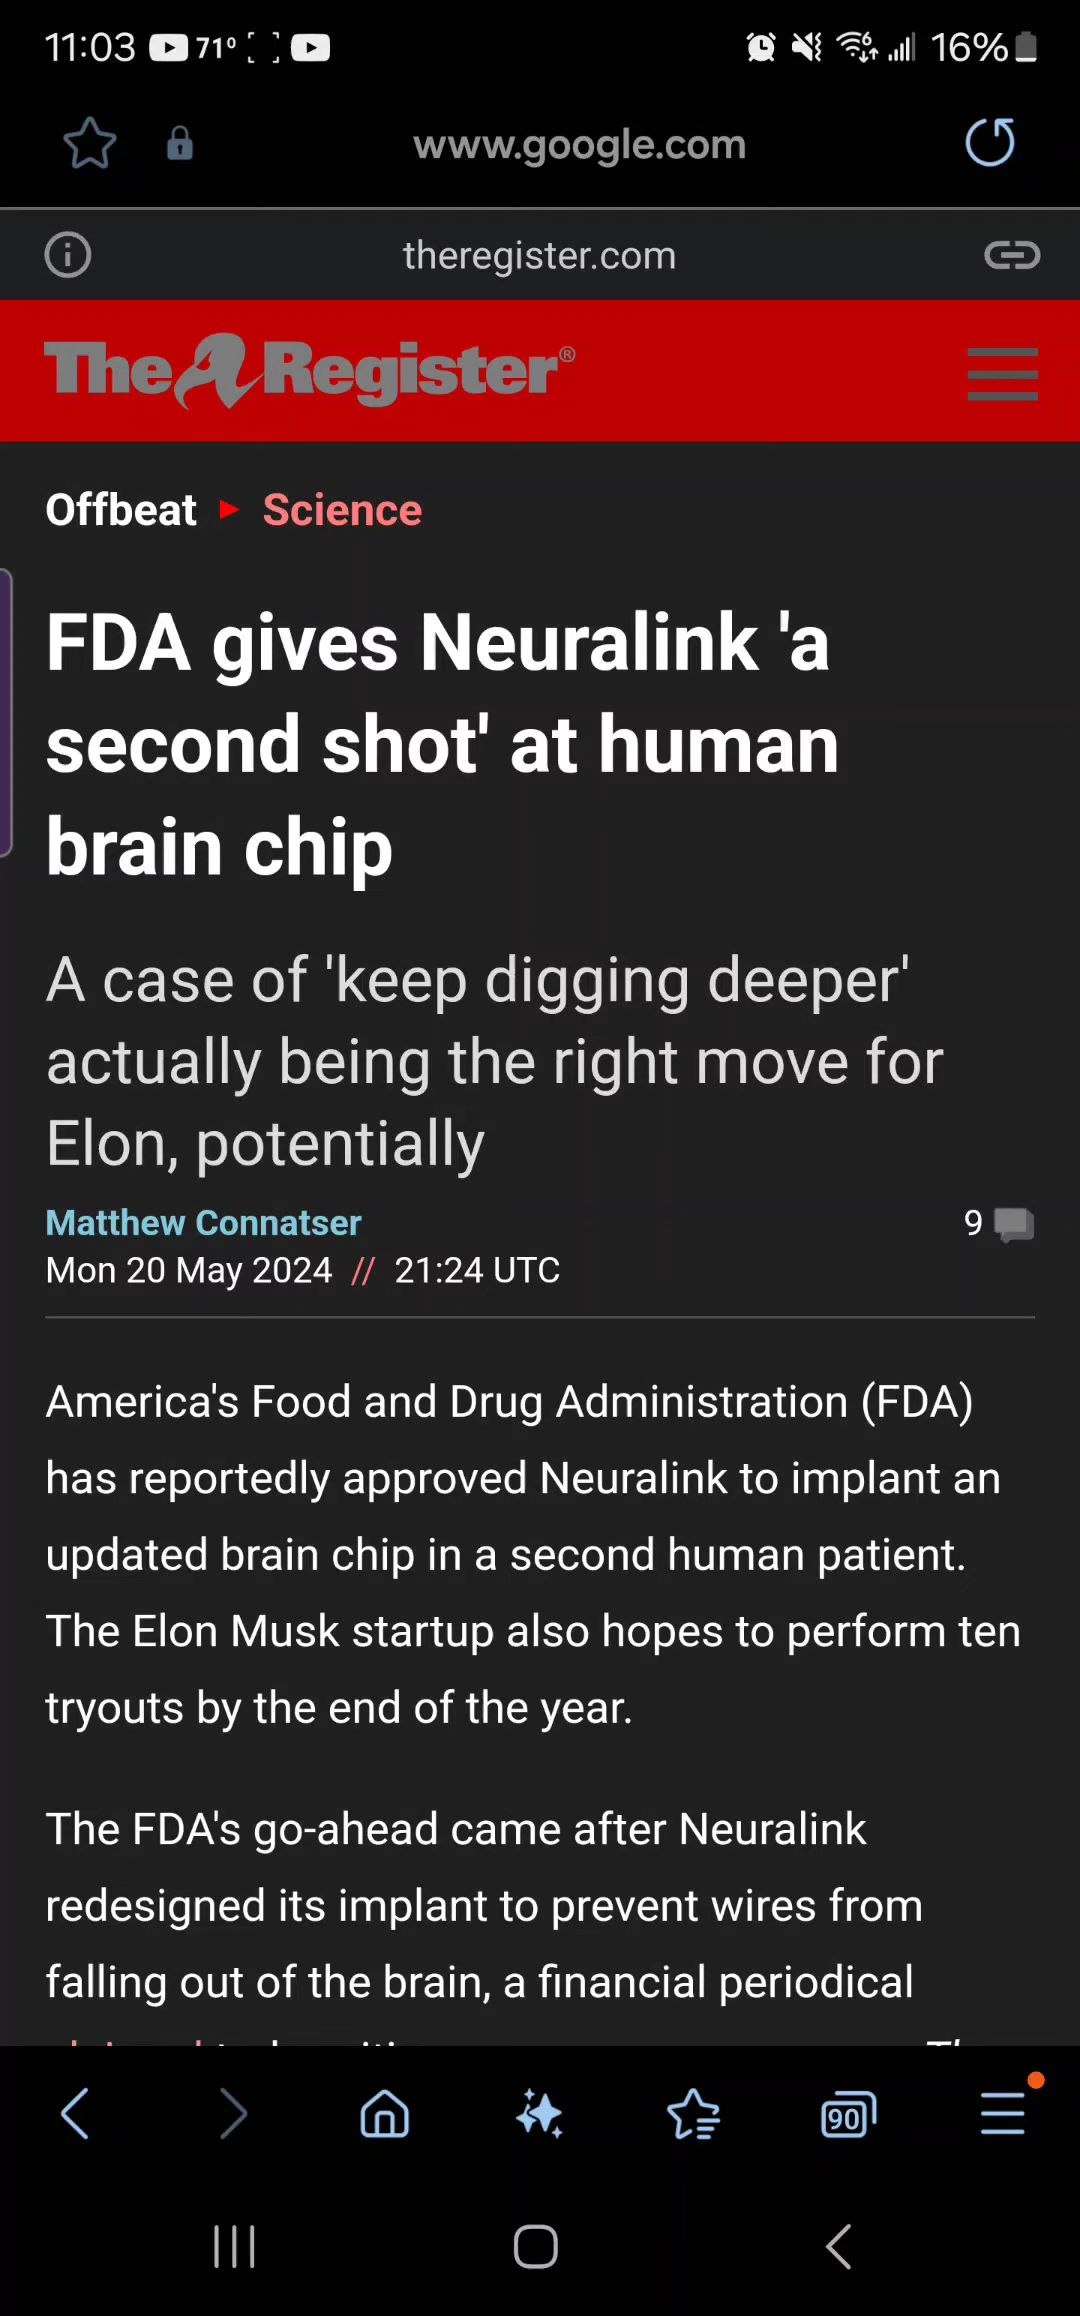 11:03 71° 16%
www.google.com
theregister.com
The Register®
Offbeat ▸ Science
FDA gives Neuralink 'a
second shot' at human
brain chip
A case of 'keep digging deeper'
actually being the right move for
Elon, potentially
Matthew Connatser
9
Mon 20 May 2024 // 21:24 UTC
America's Food and Drug Administration (FDA)
has reportedly approved Neuralink to implant an
updated brain chip in a second human patient.
The Elon Musk startup also hopes to perform ten
tryouts by the end of the year.
The FDA's go-ahead came after Neuralink
redesigned its implant to prevent wires from
falling out of the brain, a financial periodical
90